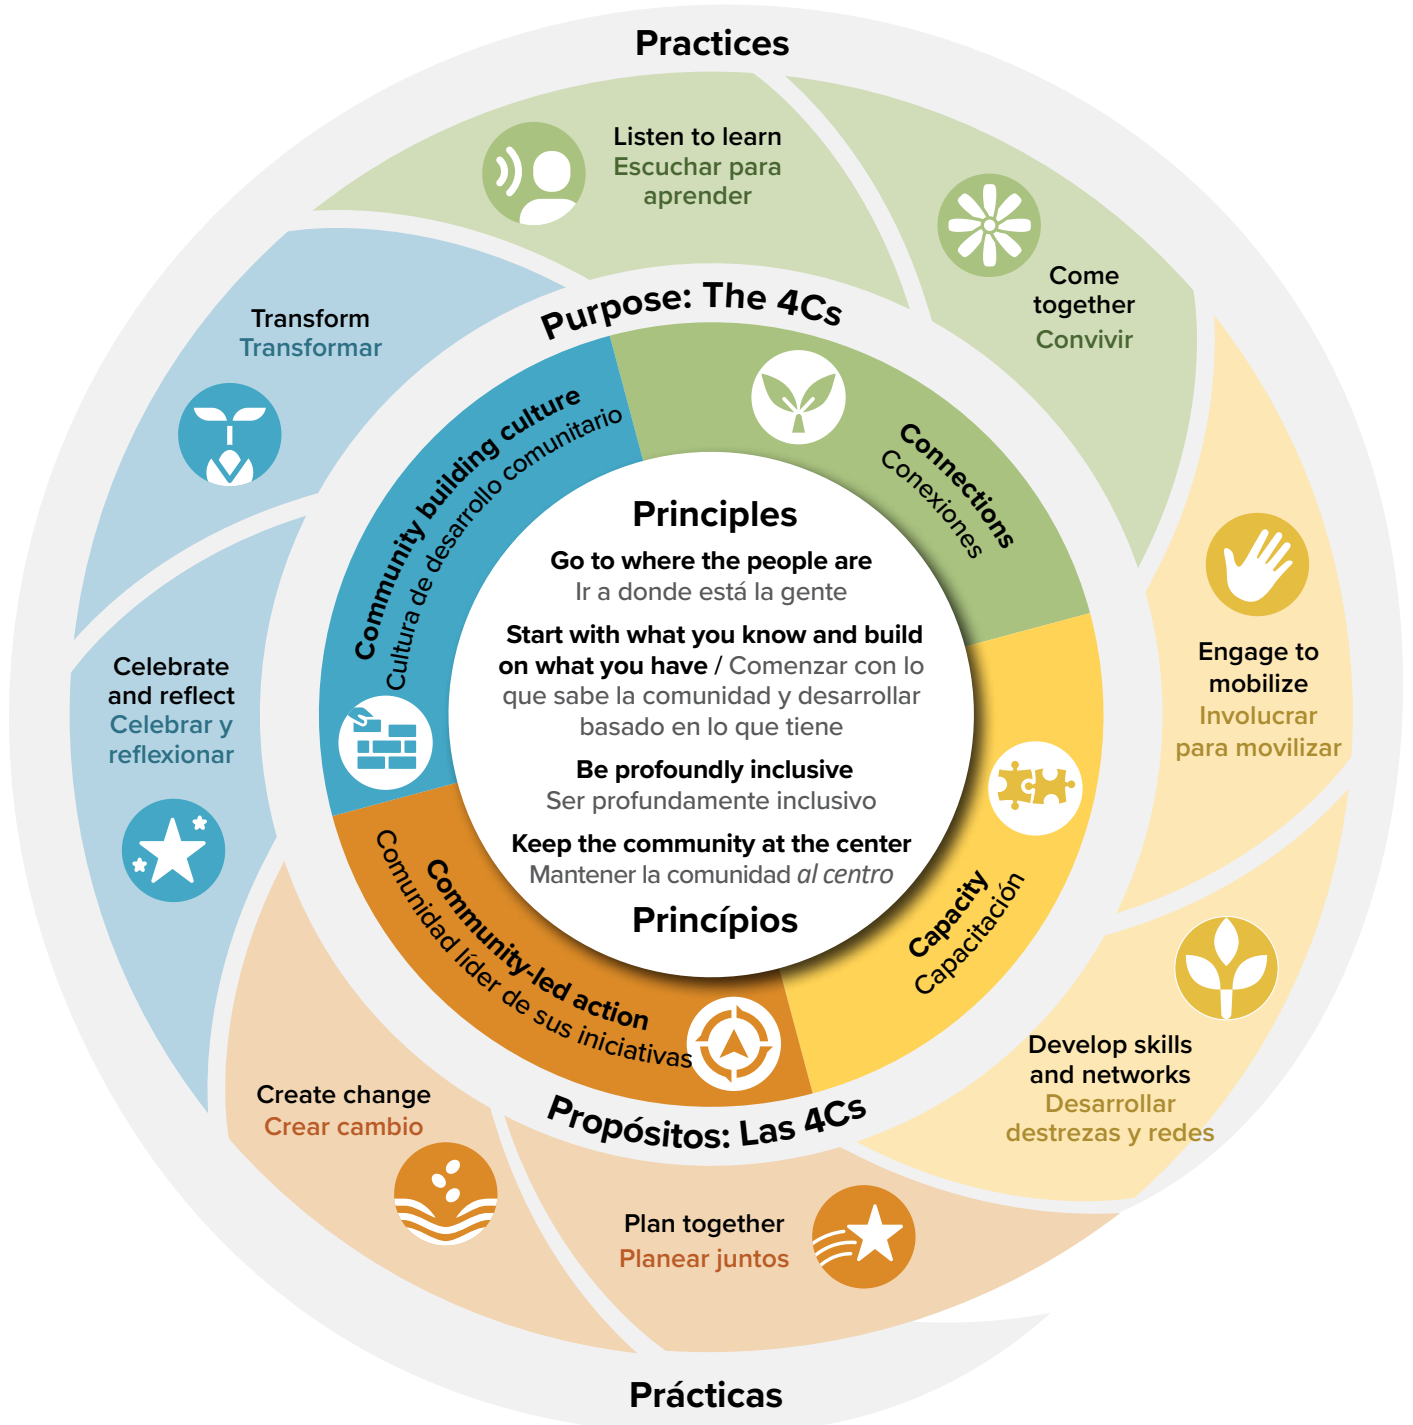 Practices
Listen to learn
Escuchar para
aprender
Come
together
Convivir
Transform
Transformar
Purpose: The 4Cs
Community building culture
Cultura de desarrollo comunitario
Connections
Conexiones
Principles
Go to where the people are
Ir a donde está la gente
Start with what you know and build
on what you have / Comenzar con lo
que sabe la comunidad y desarrollar
basado en lo que tiene
Be profoundly inclusive
Ser profundamente inclusivo
Keep the community at the center
Mantener la comunidad al centro
Princípios
Engage to
mobilize
Involucrar
para movilizar
Celebrate
and reflect
Celebrar y
reflexionar
Community-led action
Comunidad líder de sus iniciativas
Capacity
Capacitación
Develop skills
and networks
Desarrollar
destrezas y redes
Propósitos: Las 4Cs
Create change
Crear cambio
Plan together
Planear juntos
Prácticas